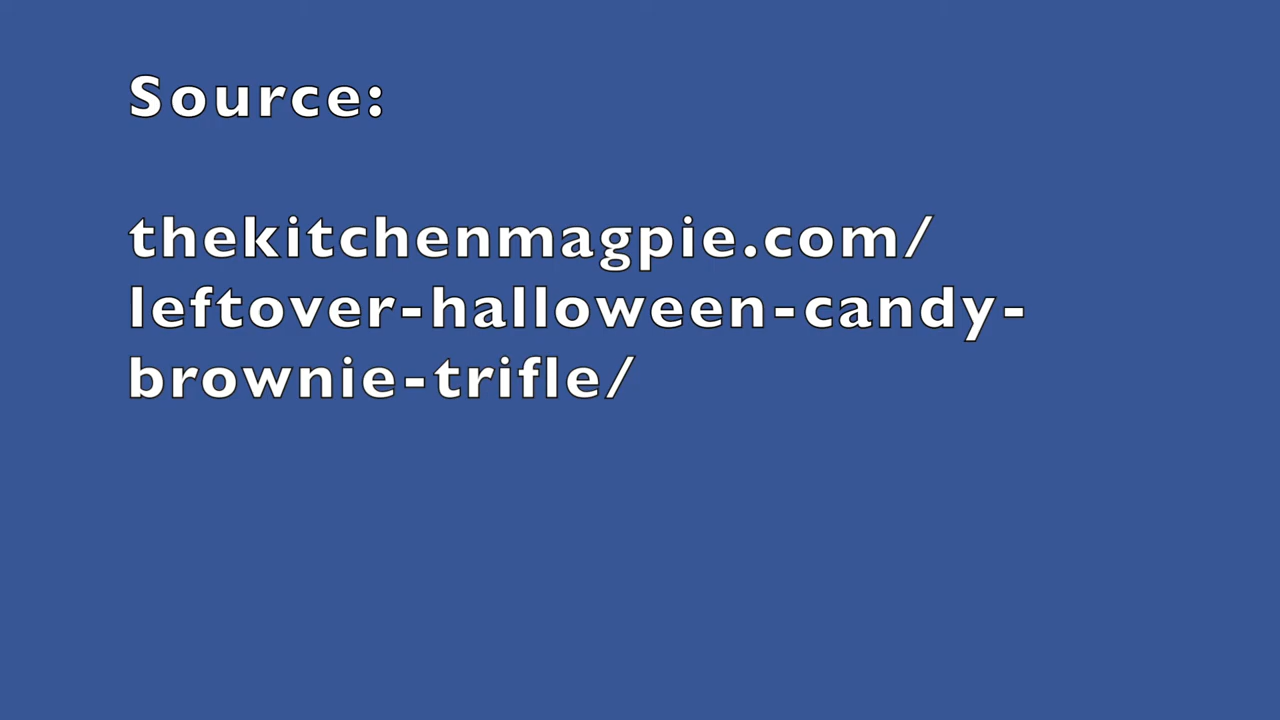 Source:
thekitchenmagpie.com/
leftover-halloween-candy-
brownie-trifle/